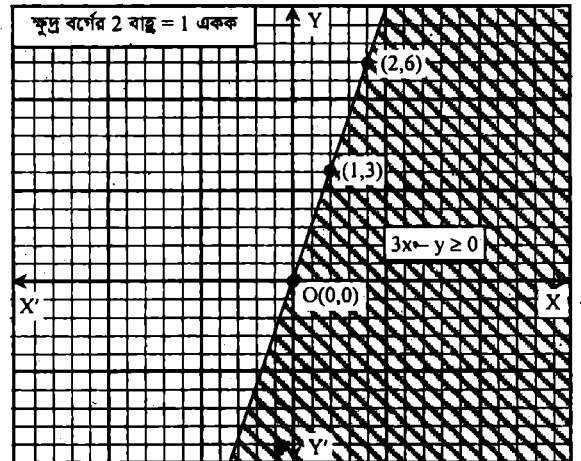 ক্ষুদ্র বর্গের 2 বাহু = 1 একক
Y
(2,6)
(1,3)
3x – y ≥ 0
X′
O(0,0)
X
Y′